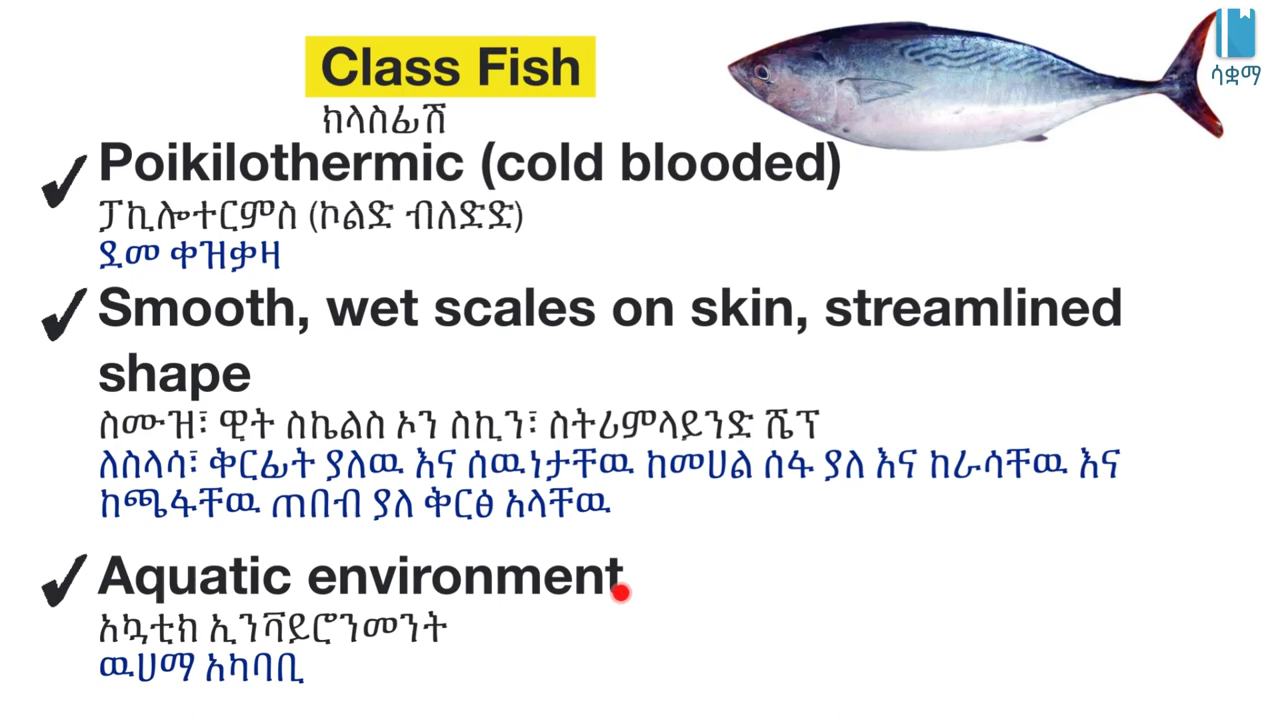 Class Fish
ክላስፊሽ
ሳቋማ
Poikilothermic (cold blooded)
ፓኪሎተርምስ (ኮልድ ብለድድ)
ደመ ቀዝቃዛ
Smooth, wet scales on skin, streamlined
shape
ስሙዝ፣ ዊት ስኬልስ ኦን ስኪን፣ ስትሪምላይንድ ሼፕ
ለስላሳ፣ ቅርፊት ያለዉ እና ሰዉነታቸዉ ከመሀል ሰፋ ያለ እና ከራሳቸዉ እና
ከጫፋቸዉ ጠበብ ያለ ቅርፅ አላቸዉ
Aquatic environment
አኳቲክ ኢንቫይሮንመንት
ዉሀማ አካባቢ